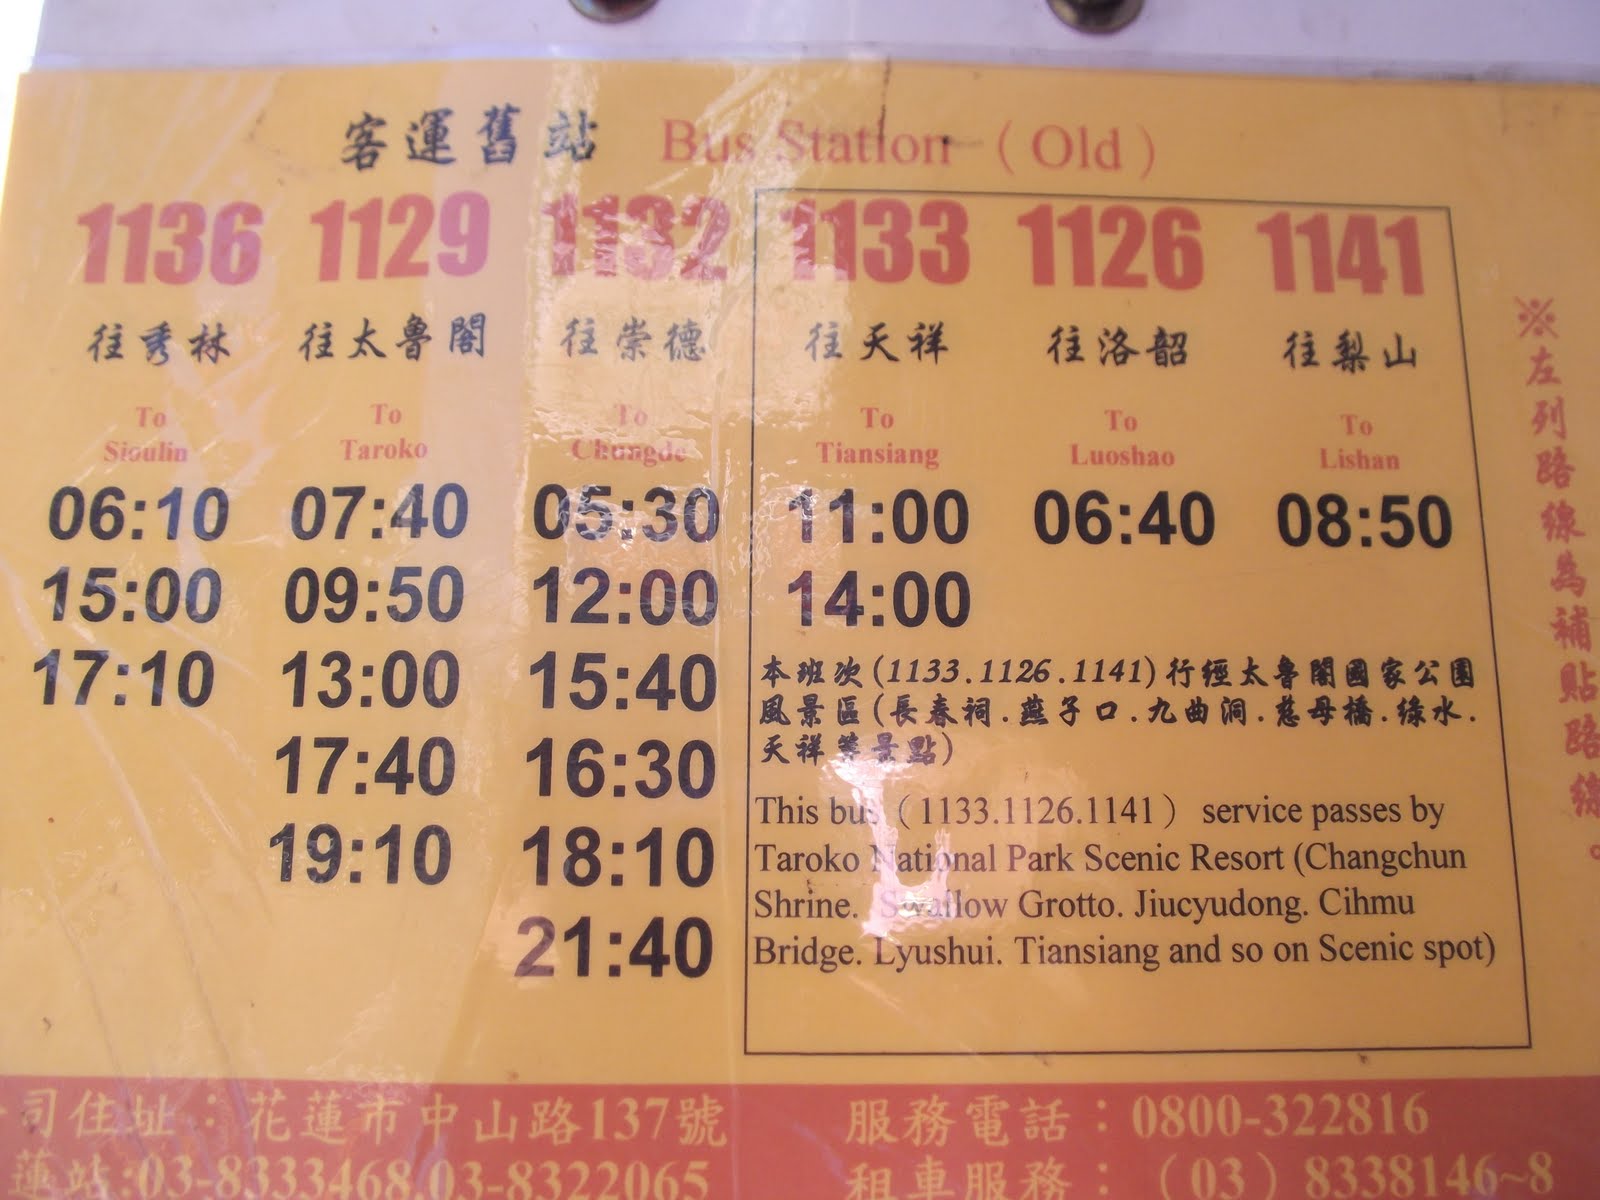 客運舊站 Bus Station（Old）
1136 1129 1132 1133 1126 1141
往秀林 往太魯閣 往崇德 往天祥 往洛韶 往梨山
To To To To To To
Sioulin Taroko Chongde Tiansiang Luoshao Lishan
06:10 07:40 05:30 11:00 06:40 08:50
15:00 09:50 12:00 14:00
17:10 13:00 15:40
17:40 16:30
19:10 18:10
21:40
本班次(1133.1126.1141)行經太魯閣國家公園
風景區(長春祠.燕子口.九曲洞.慈母橋.綠水.
天祥等景點)
This bus（1133.1126.1141） service passes by
Taroko National Park Scenic Resort (Changchun
Shrine. Swallow Grotto. Jiucyudong. Cihmu
Bridge. Lyushui. Tiansiang and so on Scenic spot)
※左列路線為補貼路線。
司住址：花蓮市中山路137號 服務電話：0800-322816
蓮站:03-8333468.03-8322065 租車服務：（03）8338146~8